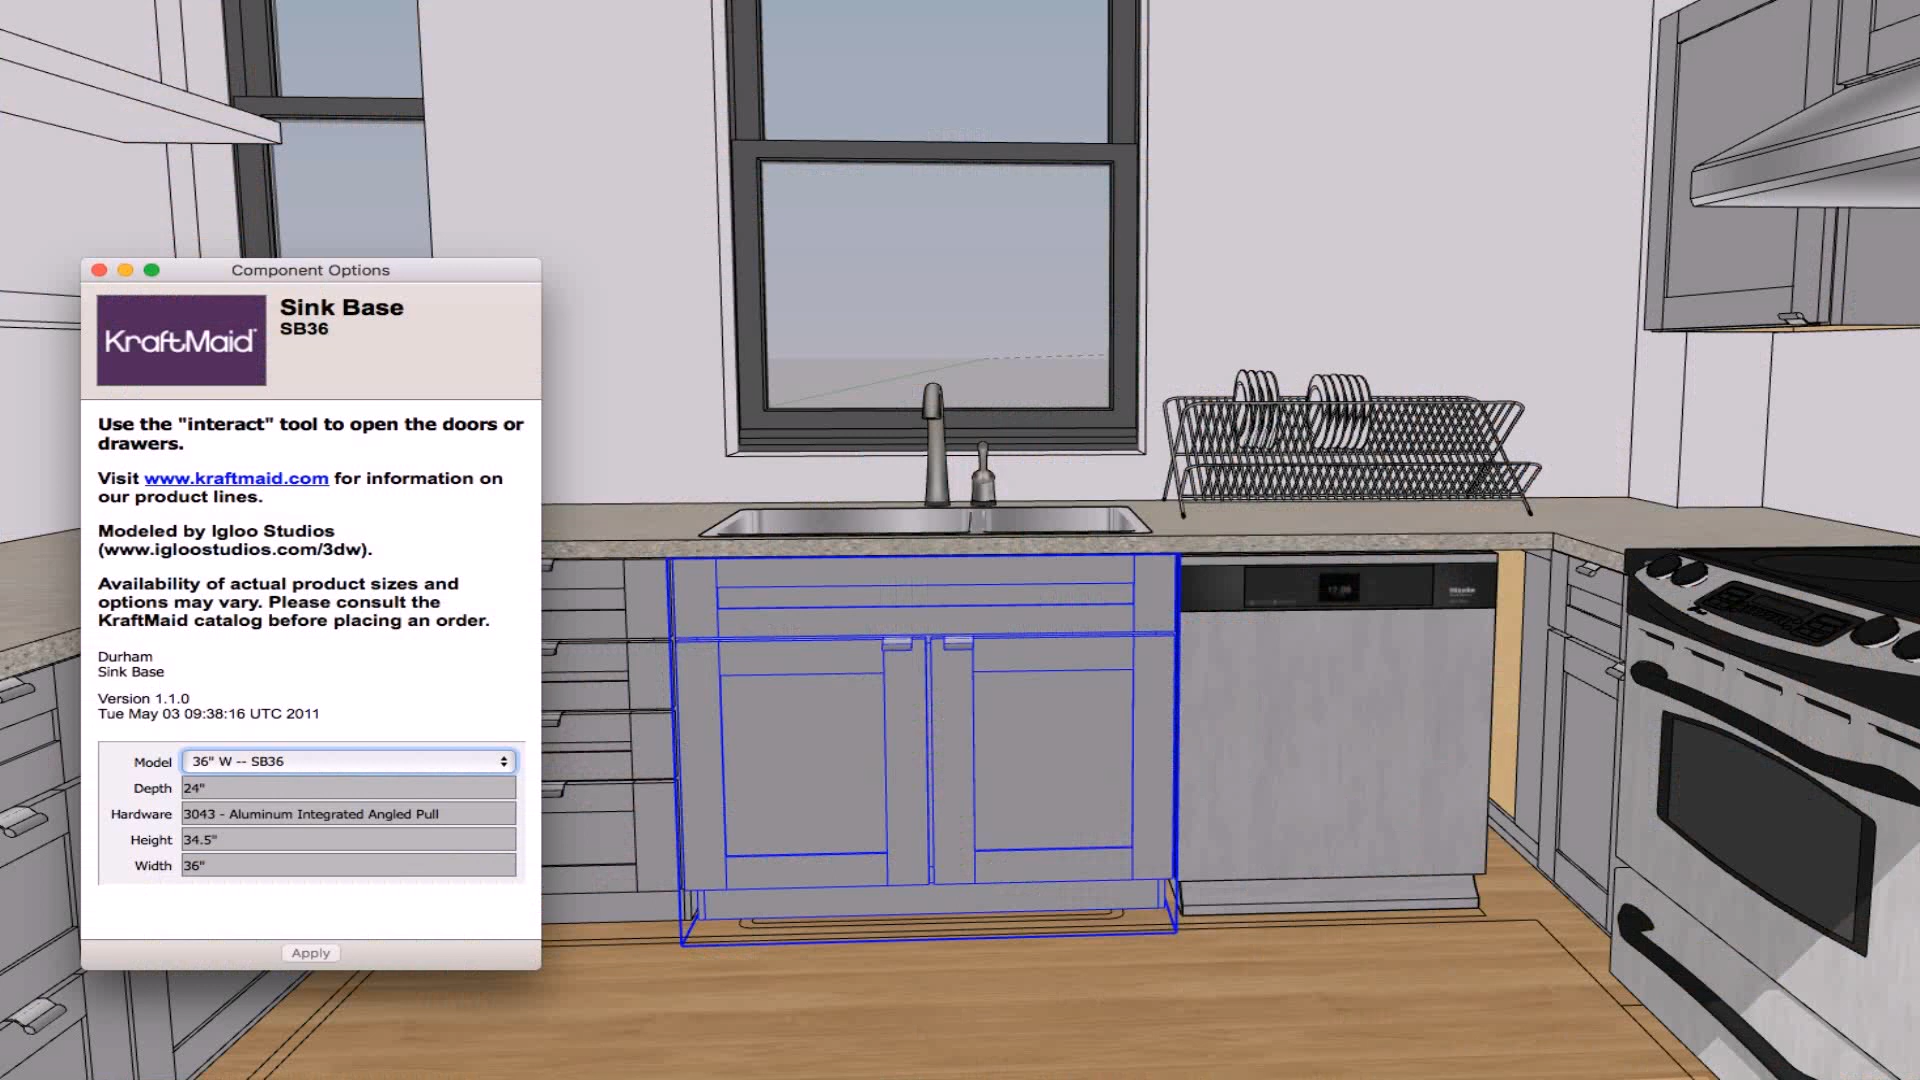 Component Options
KraftMaid
Sink Base
SB36
Use the "interact" tool to open the doors or
drawers.
Visit www.kraftmaid.com for information on
our product lines.
Modeled by Igloo Studios
(www.igloostudios.com/3dw).
Availability of actual product sizes and
options may vary. Please consult the
KraftMaid catalog before placing an order.
Durham
Sink Base
Version 1.1.0
Tue May 03 09:38:16 UTC 2011
Model 36" W -- SB36
Depth 24"
Hardware 3043 - Aluminum Integrated Angled Pull
Height 34.5"
Width 36"
Apply